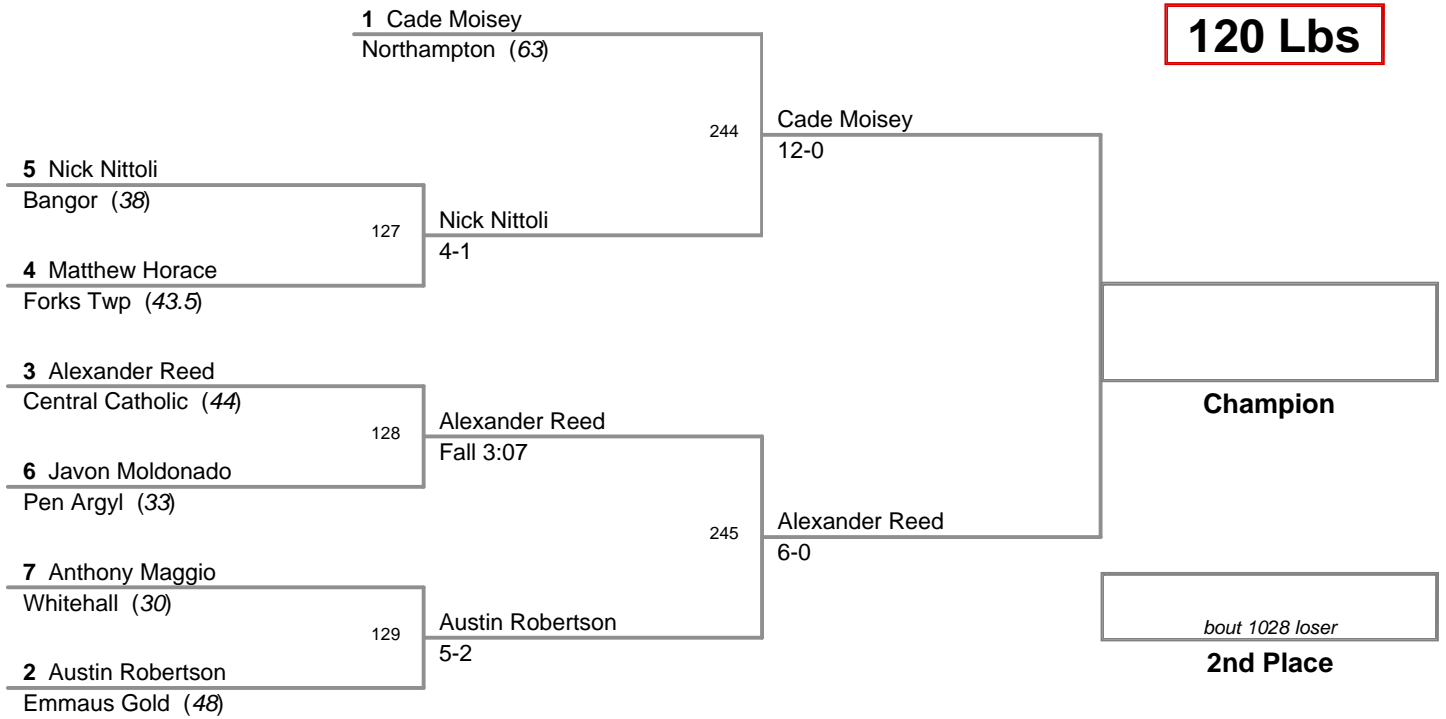 1 Cade Moisey
Northampton (63)
120 Lbs
244
Cade Moisey
12-0
5 Nick Nittoli
Bangor (38)
127
Nick Nittoli
4-1
4 Matthew Horace
Forks Twp (43.5)
3 Alexander Reed
Central Catholic (44)
128
Alexander Reed
Fall 3:07
6 Javon Moldonado
Pen Argyl (33)
245
Alexander Reed
6-0
7 Anthony Maggio
Whitehall (30)
129
Austin Robertson
5-2
2 Austin Robertson
Emmaus Gold (48)
Champion
bout 1028 loser
2nd Place